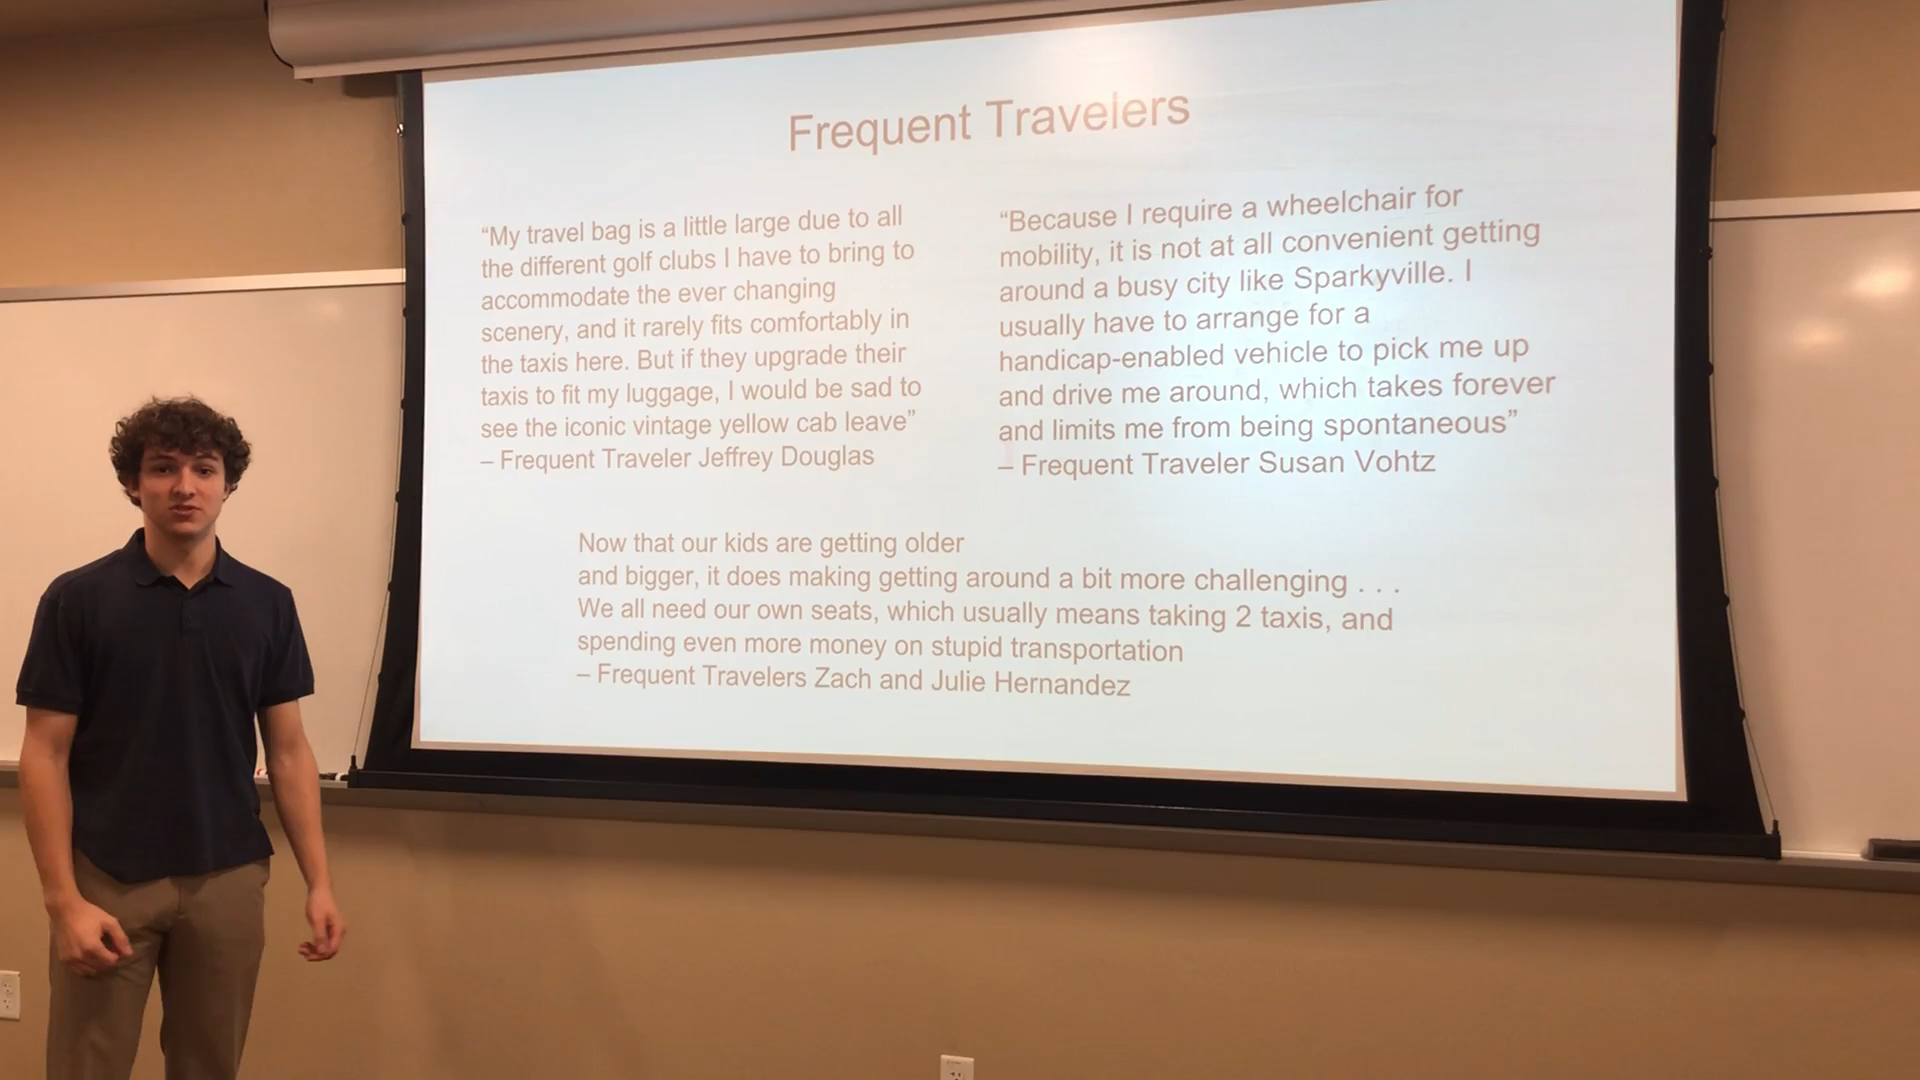 Frequent Travelers
“My travel bag is a little large due to all
the different golf clubs I have to bring to
accommodate the ever changing
scenery, and it rarely fits comfortably in
the taxis here. But if they upgrade their
taxis to fit my luggage, I would be sad to
see the iconic vintage yellow cab leave”
– Frequent Traveler Jeffrey Douglas
“Because I require a wheelchair for
mobility, it is not at all convenient getting
around a busy city like Sparkyville. I
usually have to arrange for a
handicap-enabled vehicle to pick me up
and drive me around, which takes forever
and limits me from being spontaneous”
– Frequent Traveler Susan Vohtz
Now that our kids are getting older
and bigger, it does making getting around a bit more challenging . . .
We all need our own seats, which usually means taking 2 taxis, and
spending even more money on stupid transportation
– Frequent Travelers Zach and Julie Hernandez